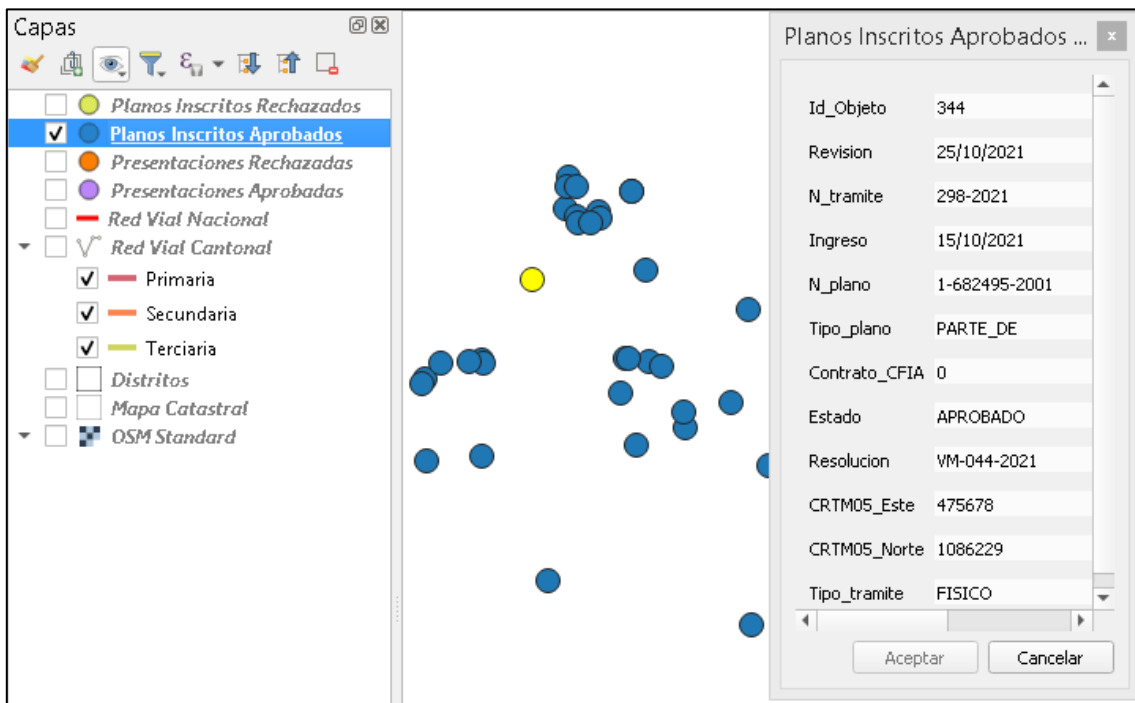 Capas
Planos Inscritos Rechazados
Planos Inscritos Aprobados
Presentaciones Rechazadas
Presentaciones Aprobadas
Red Vial Nacional
Red Vial Cantonal
Primaria
Secundaria
Terciaria
Distritos
Mapa Catastral
OSM Standard
Planos Inscritos Aprobados ...
Id_Objeto 344
Revision 25/10/2021
N_tramite 298-2021
Ingreso 15/10/2021
N_plano 1-682495-2001
Tipo_plano PARTE_DE
Contrato_CFIA 0
Estado APROBADO
Resolucion VM-044-2021
CRTM05_Este 475678
CRTM05_Norte 1086229
Tipo_tramite FISICO
Aceptar Cancelar